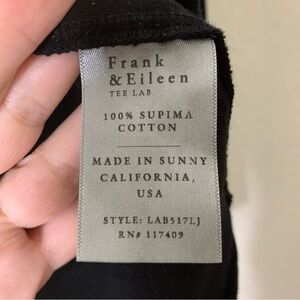 Frank
& Eileen
TEE LAB
100% SUPIMA
COTTON
MADE IN SUNNY
CALIFORNIA,
USA
STYLE: LAB517LJ
RN# 117409